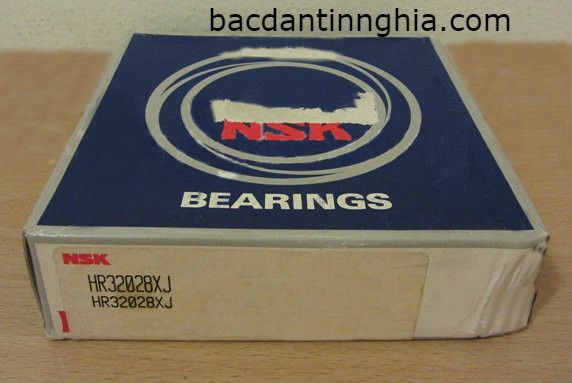 bacdantinnghia.com
NSK
BEARINGS
NSK
HR32028XJ
HR32028XJ